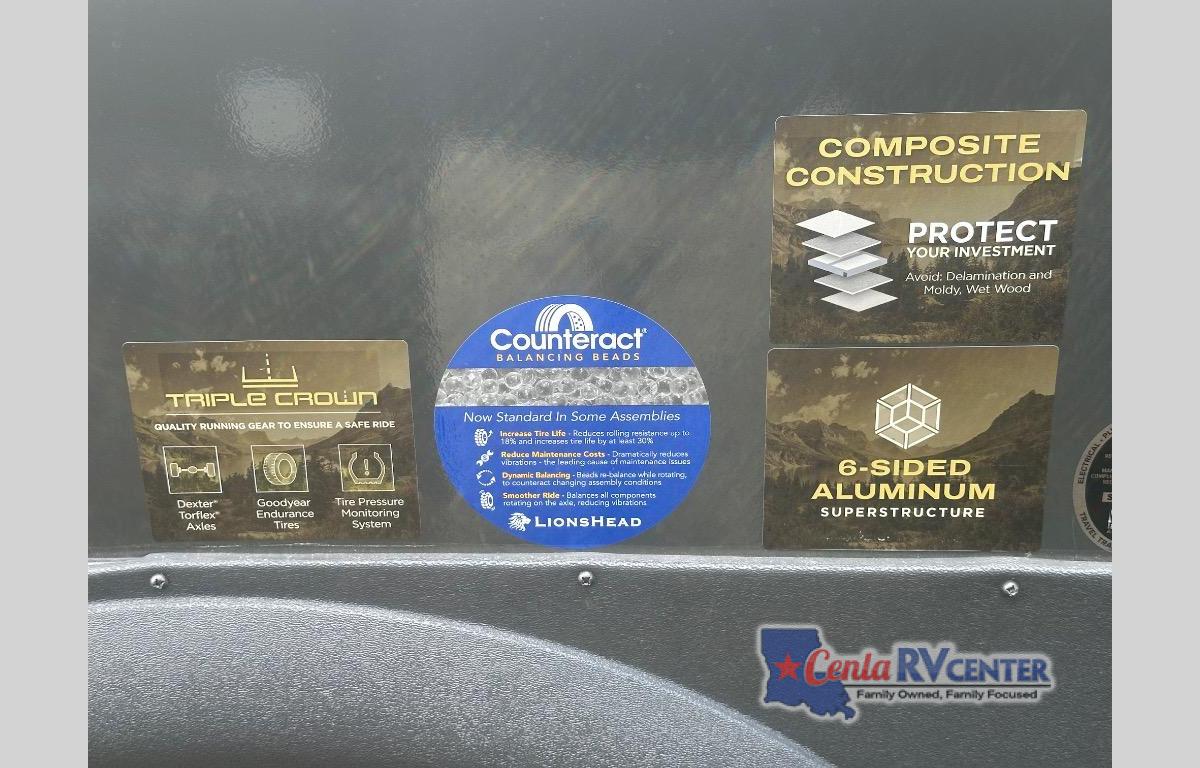 COMPOSITE
CONSTRUCTION
PROTECT
YOUR INVESTMENT
Avoid: Delamination and
Moldy, Wet Wood
TRIPLE CROWN
QUALITY RUNNING GEAR TO ENSURE A SAFE RIDE
Dexter
Torflex®
Axles
Goodyear
Endurance
Tires
Tire Pressure
Monitoring
System
Counteract®
BALANCING BEADS
Now Standard In Some Assemblies
Increase Tire Life - Reduces rolling resistance up to
18% and increases tire life by at least 30%
Reduce Maintenance Costs - Dramatically reduces
vibrations - the leading cause of maintenance issues
Dynamic Balancing - Beads re-balance while rotating,
to counteract changing assembly conditions
Smoother Ride - Balances all components
rotating on the axle, reducing vibrations.
LIONSHEAD
6-SIDED
ALUMINUM
SUPERSTRUCTURE
ELECTRICAL
TRAVEL
Cenla RV CENTER
Family Owned, Family Focused